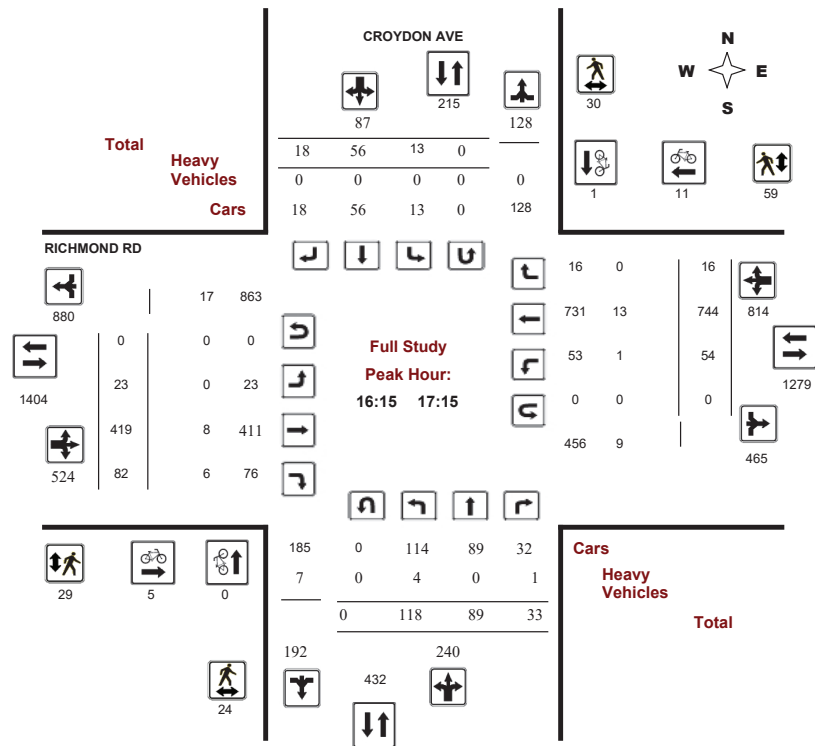 CROYDON AVE
N
W E
S
215
30
87 128
Total 18 56 13 0
Heavy
Vehicles 0 0 0 0 0
Cars 18 56 13 0 128
1 11 59
RICHMOND RD
16 0 16
17 863
880
731 13 744 814
0 0 0
Full Study
53 1 54
Peak Hour:
1404
23 0 23
16:15 17:15
0 0 0
1279
419 8 411
456 9
465
524 82 6 76
185 0 114 89 32 Cars
7 0 4 0 1 Heavy
Vehicles
29 5 0
0 118 89 33 Total
192 240
432
24